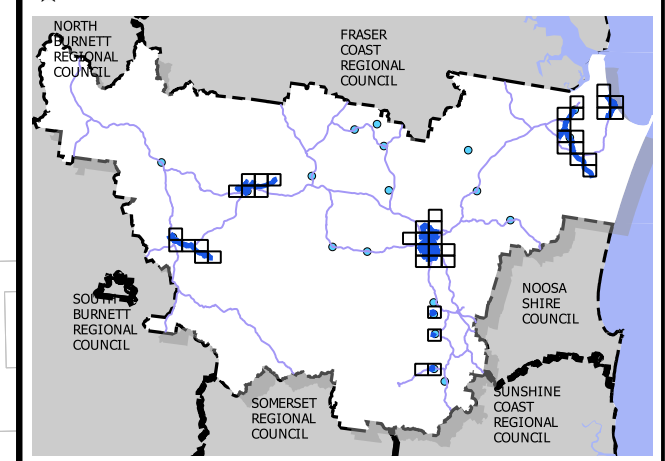 NORTH
BURNETT
REGIONAL
COUNCIL
FRASER
COAST
REGIONAL
COUNCIL
SOUTH
BURNETT
REGIONAL
COUNCIL
NOOSA
SHIRE
COUNCIL
SOMERSET
REGIONAL
COUNCIL
SUNSHINE
COAST
REGIONAL
COUNCIL